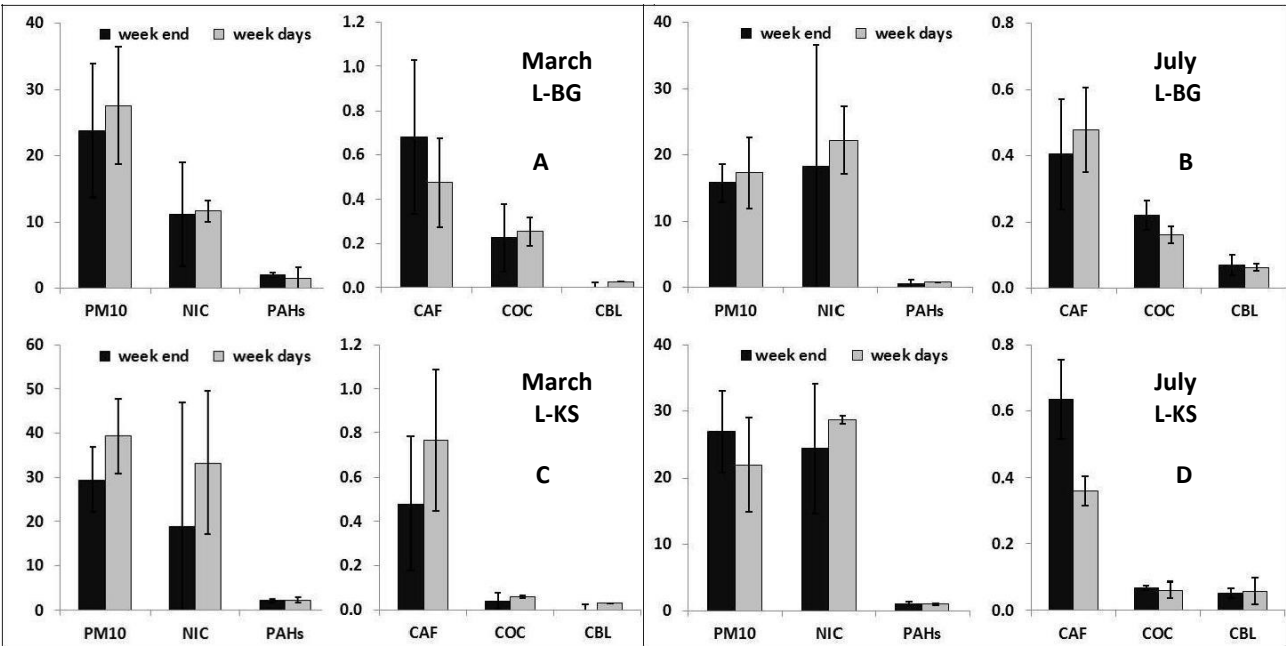 40
30
20
10
0
week end week days
PM10 NIC PAHs
1.2
1.0
0.8
0.6
0.4
0.2
0.0
March
L-BG
A
CAF COC CBL
40
30
20
10
0
week end week days
PM10 NIC PAHs
0.8
0.6
0.4
0.2
0.0
July
L-BG
B
CAF COC CBL
60
50
40
30
20
10
0
week end week days
PM10 NIC PAHs
1.2
1.0
0.8
0.6
0.4
0.2
0.0
March
L-KS
C
CAF COC CBL
40
30
20
10
0
week end week days
PM10 NIC PAHs
0.8
0.6
0.4
0.2
0.0
July
L-KS
D
CAF COC CBL